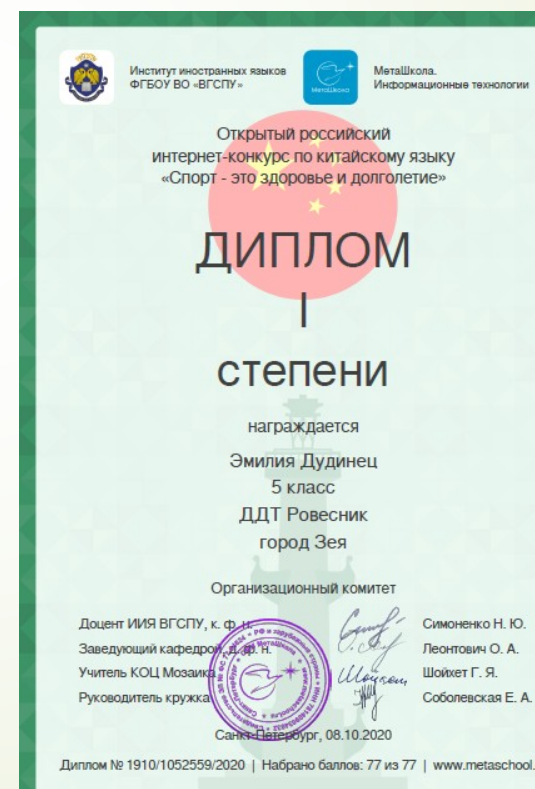 Институт иностранных языков
ФГБОУ ВО «ВГСПУ»
МетаШкола
МетаШкола.
Информационные технологии
Открытый российский
интернет-конкурс по китайскому языку
«Спорт - это здоровье и долголетие»
ДИПЛОМ
I
степени
награждается
Эмилия Дудинец
5 класс
ДДТ Ровесник
город Зея
Организационный комитет
Доцент ИИЯ ВГСПУ, к. ф. н. Симоненко Н. Ю.
Заведующий кафедрой, д. ф. н. Леонтович О. А.
Учитель КОЦ Мозаика Шойхет Г. Я.
Руководитель кружка Соболевская Е. А.
Санкт-Петербург, 08.10.2020
Диплом № 1910/1052559/2020 | Набрано баллов: 77 из 77 | www.metaschool.